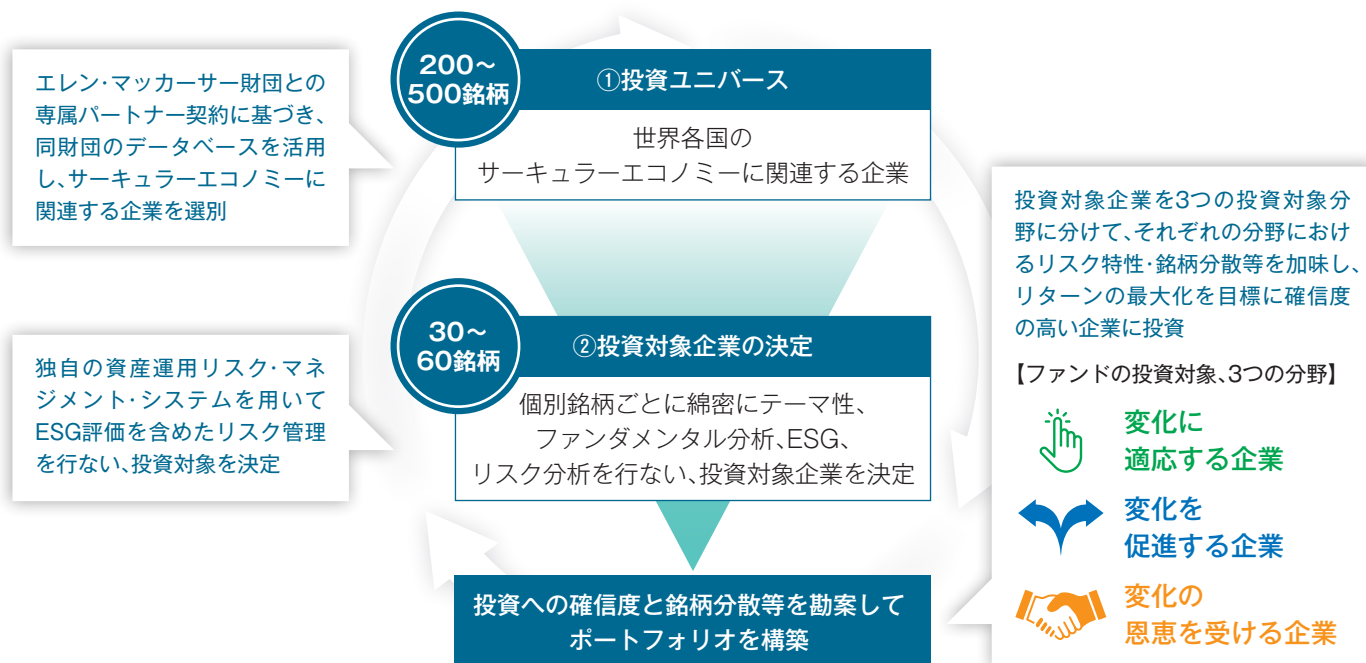 エレン・マッカーサー財団との
専属パートナー契約に基づき、
同財団のデータベースを活用
し、サーキュラーエコノミーに
関連する企業を選別
200～
500銘柄
①投資ユニバース
世界各国の
サーキュラーエコノミーに関連する企業
独自の資産運用リスク・マネ
ジメント・システムを用いて
ESG評価を含めたリスク管理
を行ない、投資対象を決定
30～
60銘柄
②投資対象企業の決定
個別銘柄ごとに綿密にテーマ性、
ファンダメンタル分析、ESG、
リスク分析を行ない、投資対象企業を決定
投資への確信度と銘柄分散等を勘案して
ポートフォリオを構築
投資対象企業を3つの投資対象分
野に分けて、それぞれの分野におけ
るリスク特性・銘柄分散等を加味し、
リターンの最大化を目標に確信度
の高い企業に投資
【ファンドの投資対象、3つの分野】
変化に
適応する企業
変化を
促進する企業
変化の
恩恵を受ける企業